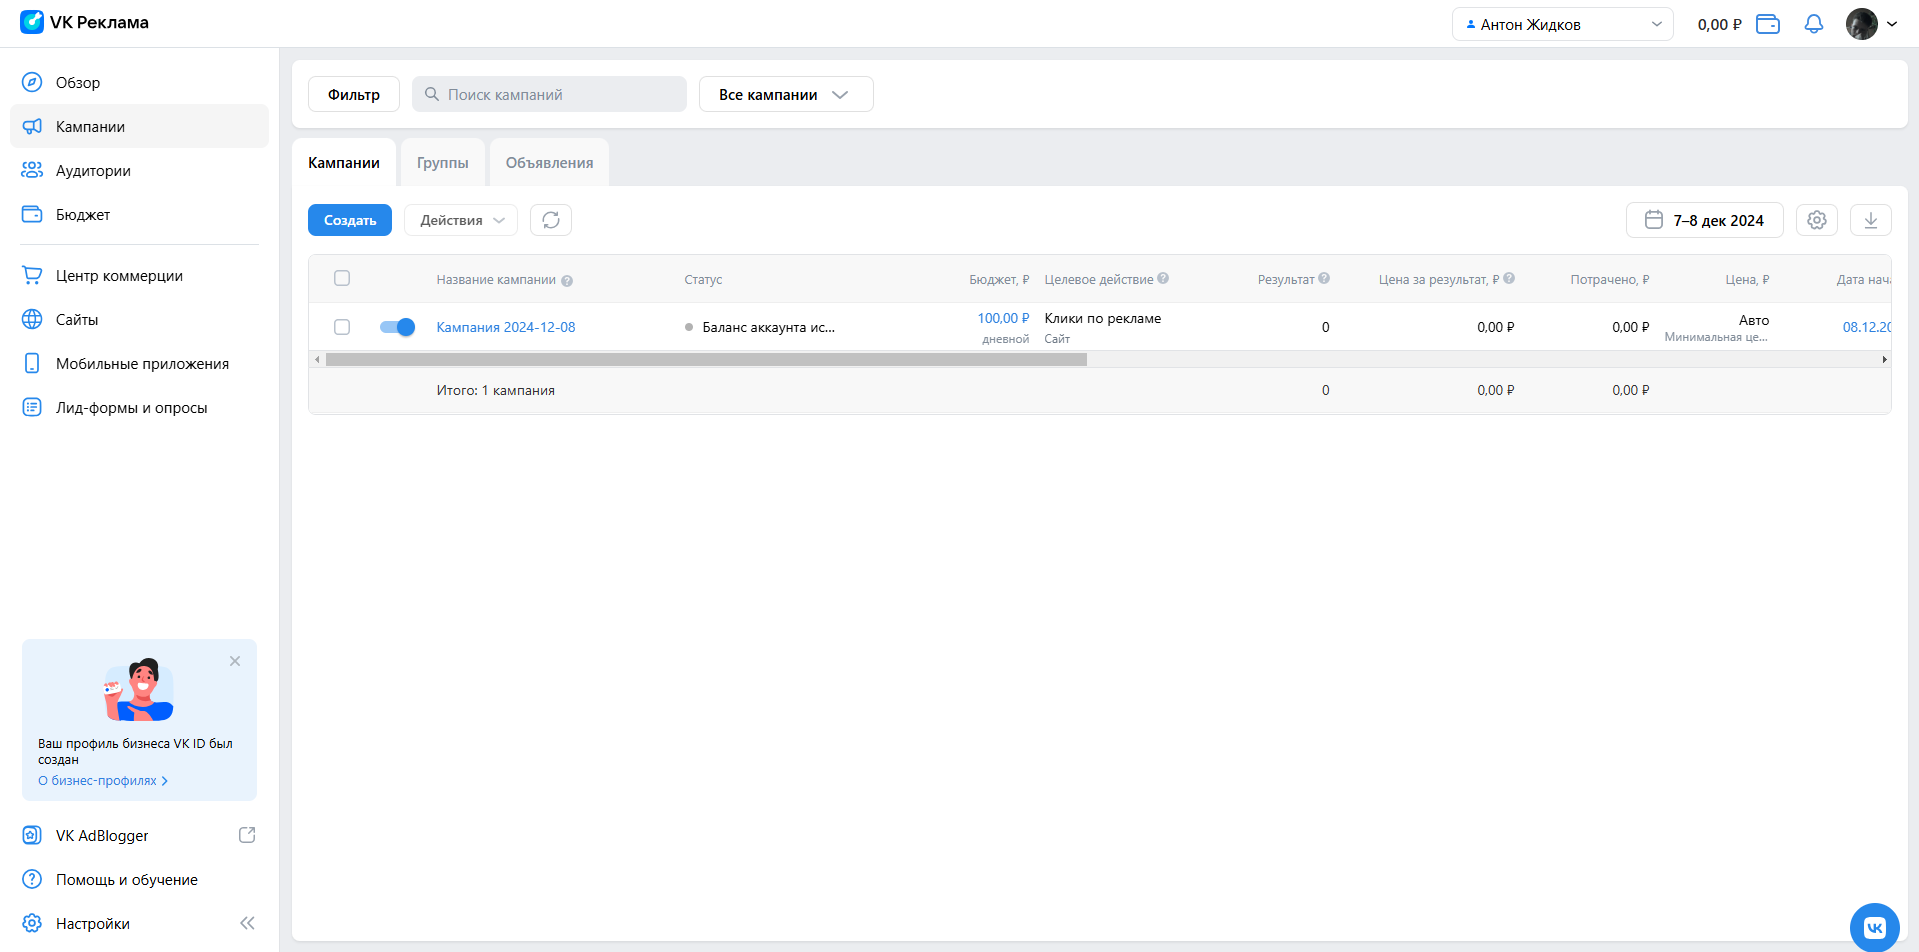 VK Реклама
Антон Жидков
0,00 ₽
Обзор
Кампании
Аудитории
Бюджет
Центр коммерции
Сайты
Мобильные приложения
Лид-формы и опросы
Ваш профиль бизнеса VK ID был
создан
О бизнес-профилях
VK AdBlogger
Помощь и обучение
Настройки
Фильтр
Поиск кампаний
Все кампании
Кампании
Группы
Объявления
Создать
Действия
7–8 дек 2024
Название кампании ?
Статус
Бюджет, ₽
Целевое действие ?
Результат ?
Цена за результат, ₽ ?
Потрачено, ₽
Цена, ₽
Дата нача
Кампания 2024-12-08
Баланс аккаунта ис...
100,00 ₽
дневной
Клики по рекламе
Сайт
0
0,00 ₽
0,00 ₽
Авто
Минимальная це...
08.12.20
Итого: 1 кампания
0
0,00 ₽
0,00 ₽